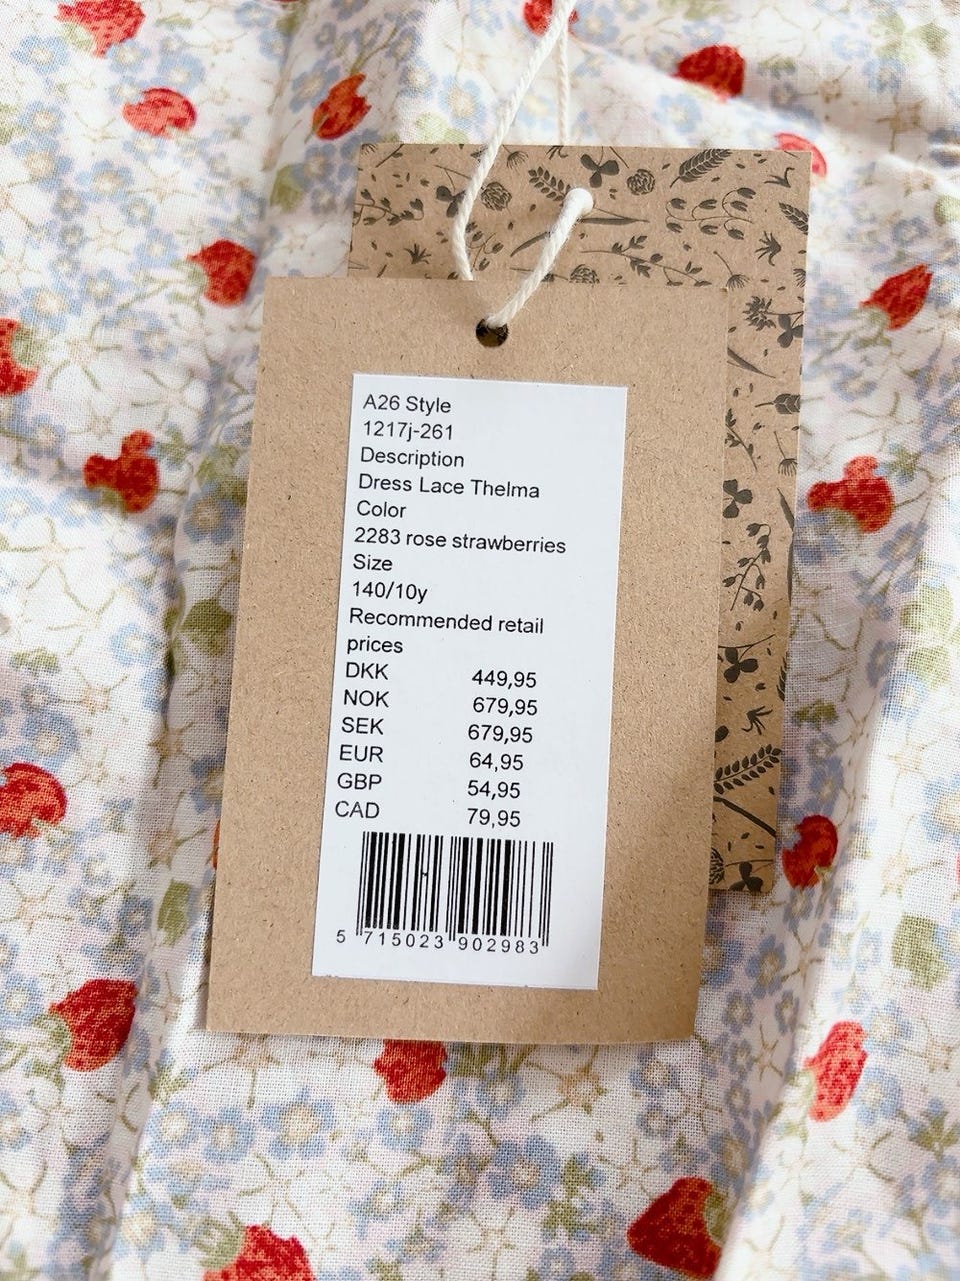 A26 Style
1217j-261
Description
Dress Lace Thelma
Color
2283 rose strawberries
Size
140/10y
Recommended retail
prices
DKK 449,95
NOK 679,95
SEK 679,95
EUR 64,95
GBP 54,95
CAD 79,95
5 715023 902983